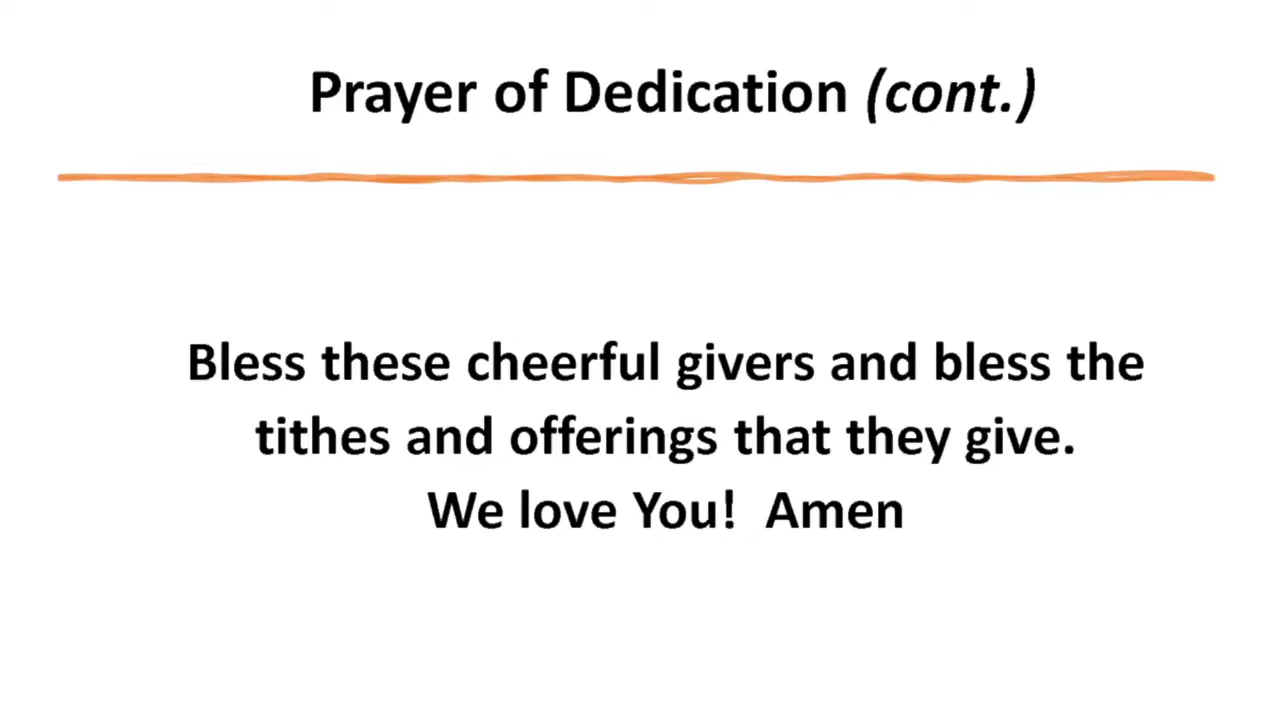 Prayer of Dedication (cont.)
Bless these cheerful givers and bless the
tithes and offerings that they give.
We love You!  Amen